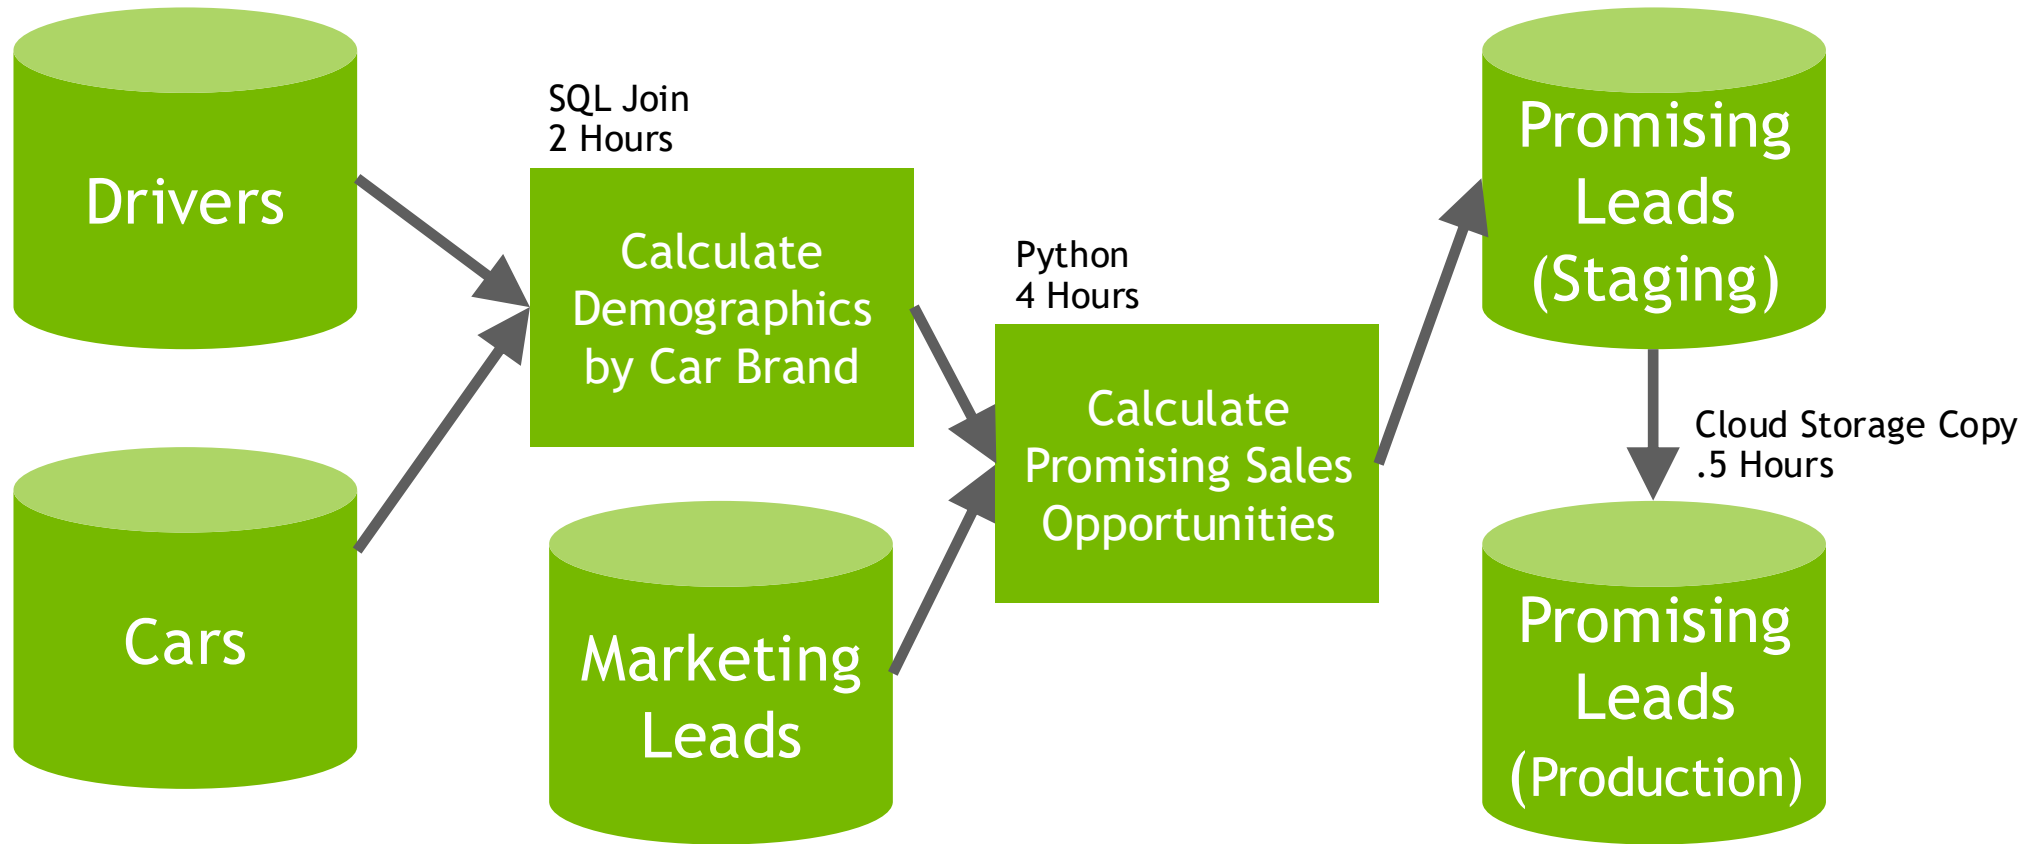 Drivers
Cars
SQL Join
2 Hours
Calculate
Demographics
by Car Brand
Marketing
Leads
Python
4 Hours
Calculate
Promising Sales
Opportunities
Promising
Leads
(Staging)
Cloud Storage Copy
.5 Hours
Promising
Leads
(Production)